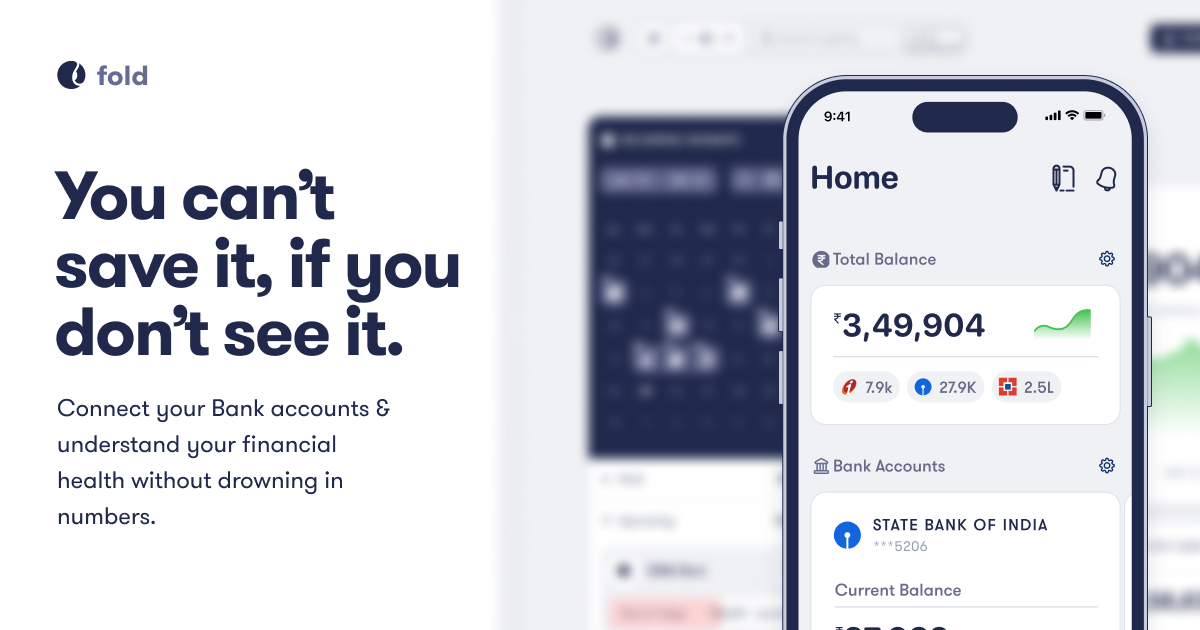 fold
You can't
save it, if you
don't see it.
Connect your Bank accounts &
understand your financial
health without drowning in
numbers.
9:41
Home
Total Balance
₹3,49,904
7.9k 27.9K 2.5L
Bank Accounts
STATE BANK OF INDIA
***5206
Current Balance